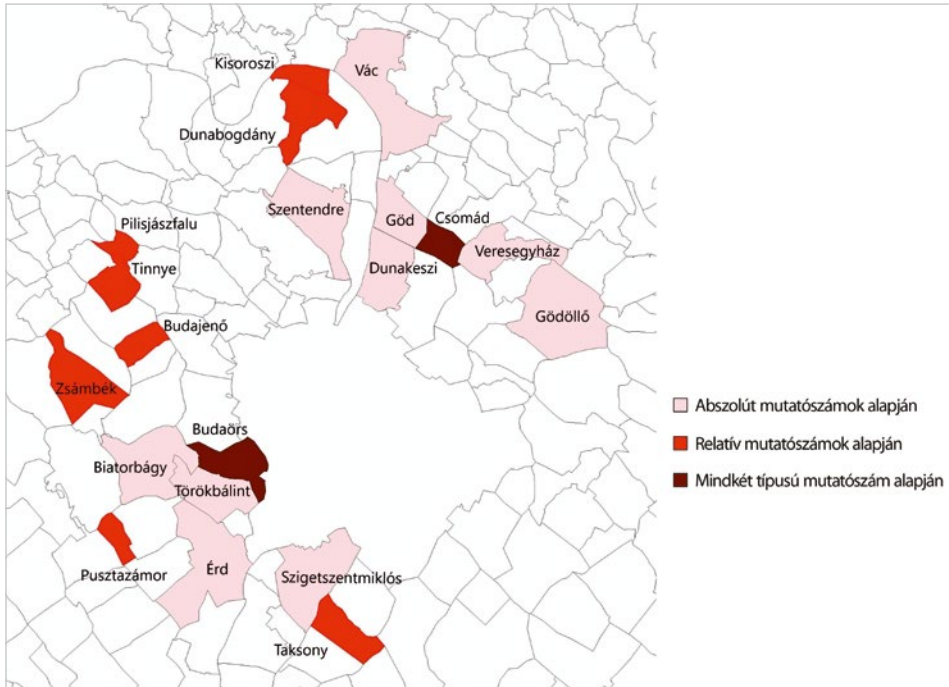 Kisoroszi
Vác
Dunabogdány
Szentendre
Göd
Csomád
Pilisjászfalu
Veresegyház
Tinnye
Dunakeszi
Gödöllő
Budajenő
Zsámbék
Abszolút mutatószámok alapján
Budaörs
Relatív mutatószámok alapján
Biatorbágy
Mindkét típusú mutatószám alapján
Törökbálint
Érd
Pusztazámor
Szigetszentmiklós
Taksony